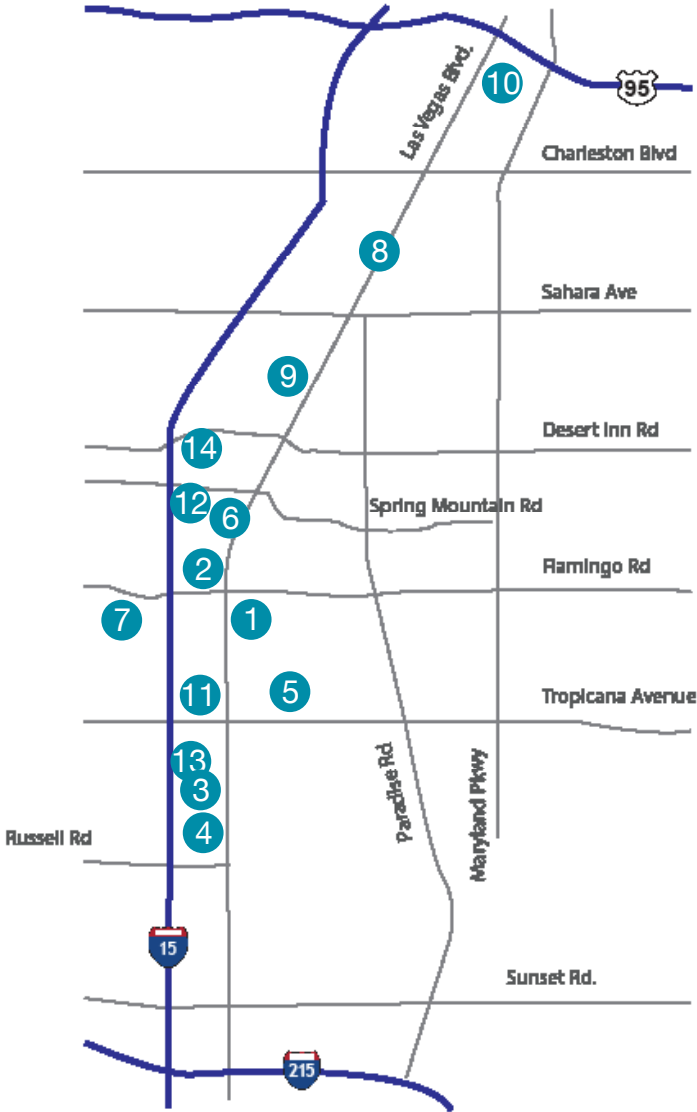 Las Vegas Blvd.
10
95
Charleston Blvd
8
Sahara Ave
9
Desert Inn Rd
14
12
Spring Mountain Rd
6
2
Flamingo Rd
7
1
11
5
Tropicana Avenue
13
3
Paradise Rd
Maryland Pkwy
4
Russell Rd
15
Sunset Rd.
215